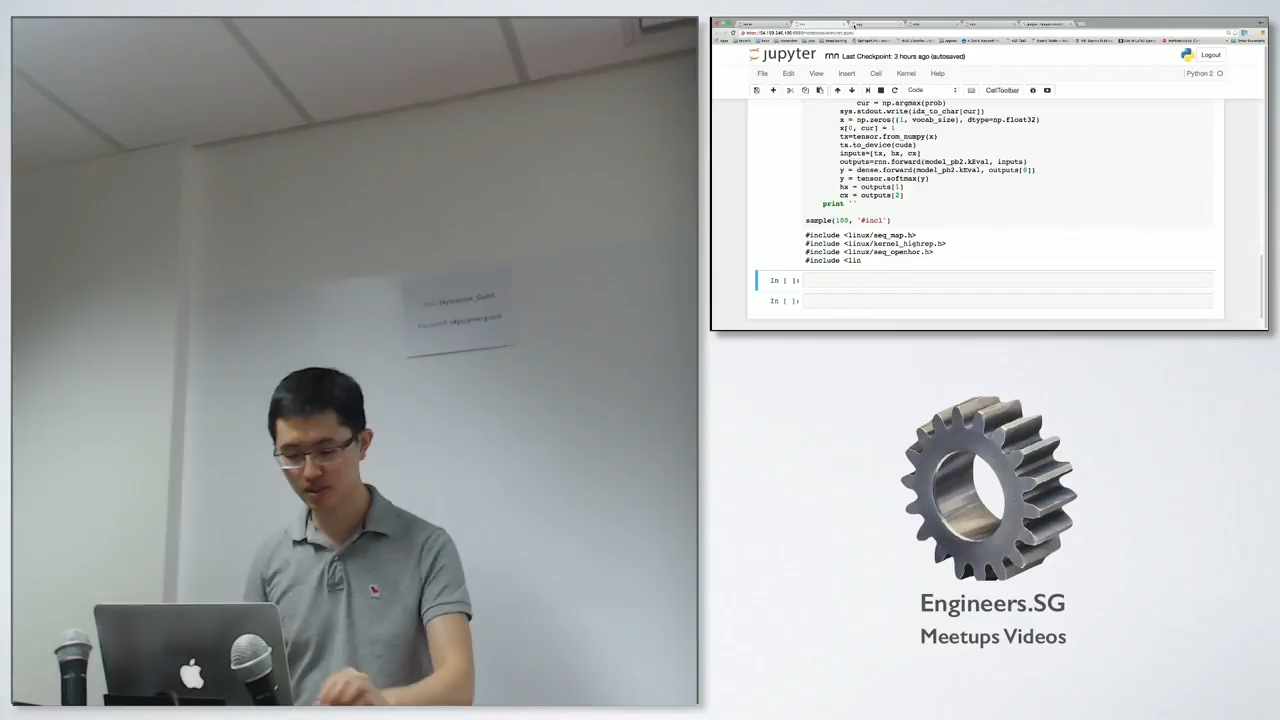 jupyter rnn Last Checkpoint: 3 hours ago (autosaved)
Logout
File Edit View Insert Cell Kernel Help
Python 2
Code
CellToolbar
cur = np.argmax(prob)
sys.stdout.write(idx_to_char[cur])
x = np.zeros((1, vocab_size), dtype=np.float32)
x[0, cur] = 1
tx=tensor.from_numpy(x)
tx.to_device(cuda)
inputs=[tx, hx, cx]
outputs=rnn.forward(model_pb2.kEval, inputs)
y = dense.forward(model_pb2.kEval, outputs[0])
y = tensor.softmax(y)
hx = outputs[1]
cx = outputs[2]
print ''
sample(100, '#incl')
#include <linux/seq_map.h>
#include <linux/kernel_highrep.h>
#include <linux/seq_openhor.h>
#include <lin
In [ ]:
In [ ]:
Engineers.SG
Meetups Videos